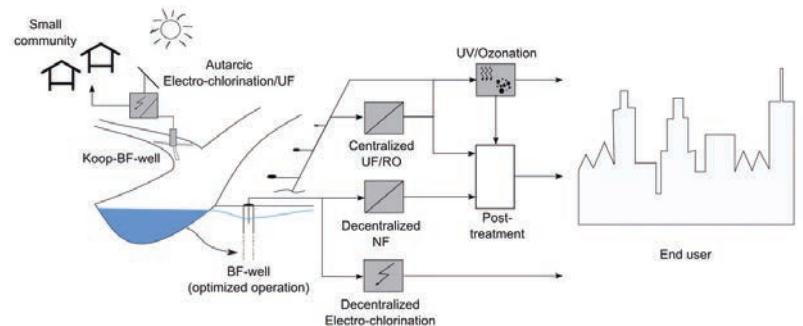 Small
community
Autarcic
Electro-chlorination/UF
Koop-BF-well
UV/Ozonation
Centralized
UF/RO
Decentralized
NF
Post-
treatment
BF-well
(optimized operation)
Decentralized
Electro-chlorination
End user